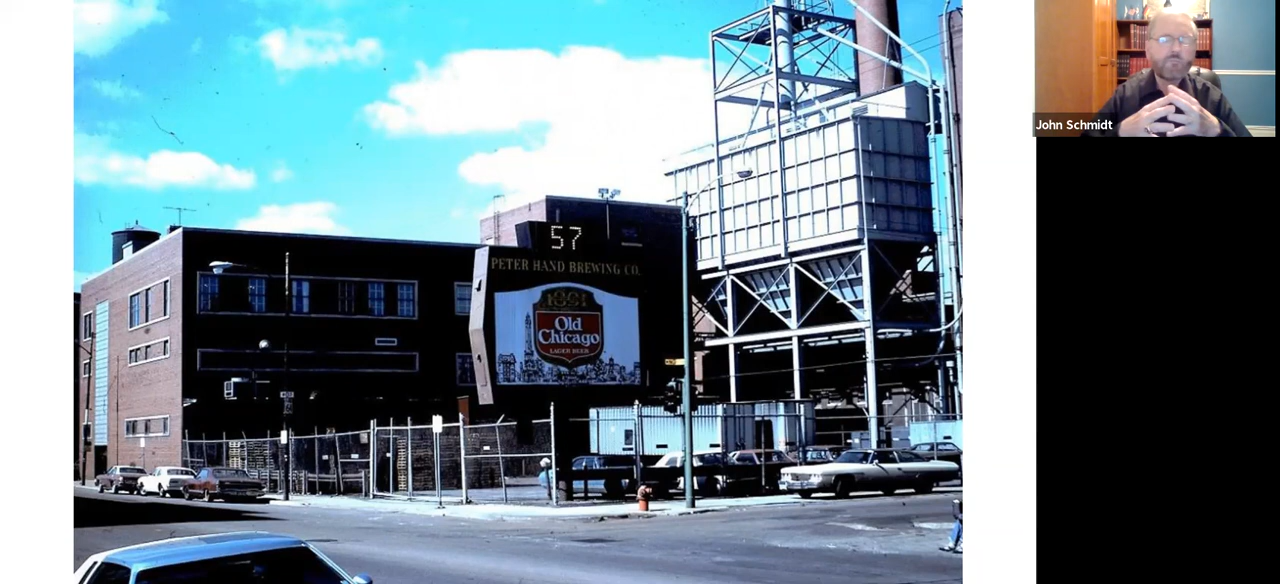 57
PETER HAND BREWING CO.
1891
Old
Chicago
LAGER BEER
John Schmidt